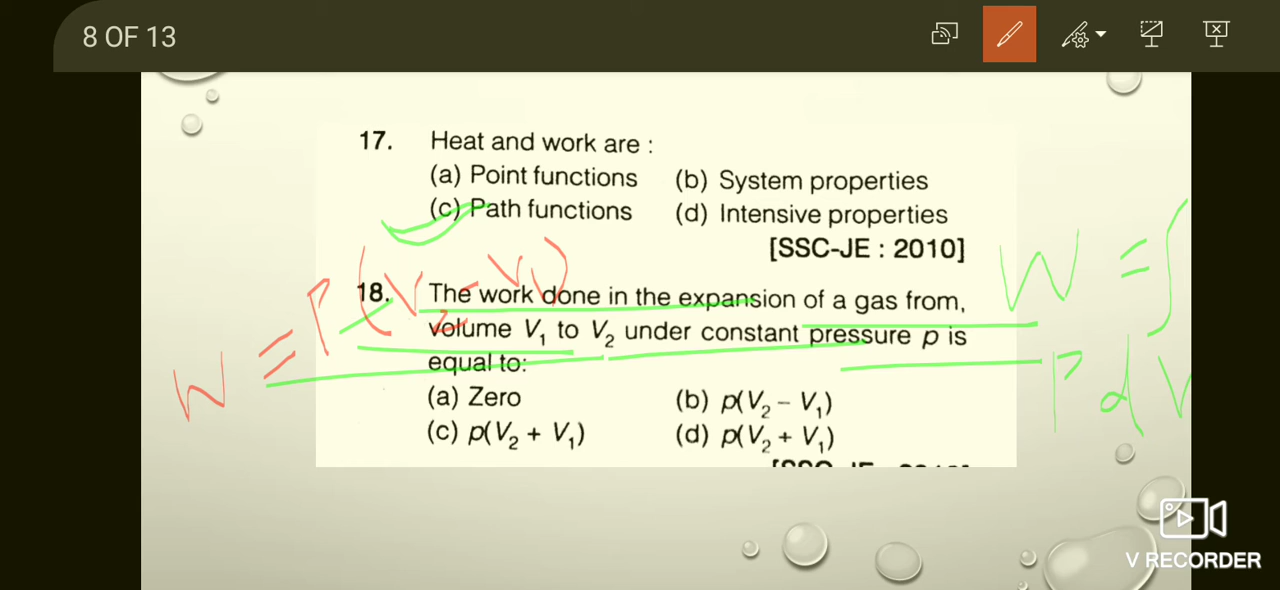 8 OF 13
17. Heat and work are :
(a) Point functions (b) System properties
(c) Path functions (d) Intensive properties
[SSC-JE : 2010]
18. The work done in the expansion of a gas from,
volume V₁ to V₂ under constant pressure p is
equal to:
(a) Zero (b) p(V₂ − V₁)
(c) p(V₂ + V₁) (d) p(V₂ + V₁)
W = P(V₂ − V₁)
W = ∫
P dV
V RECORDER